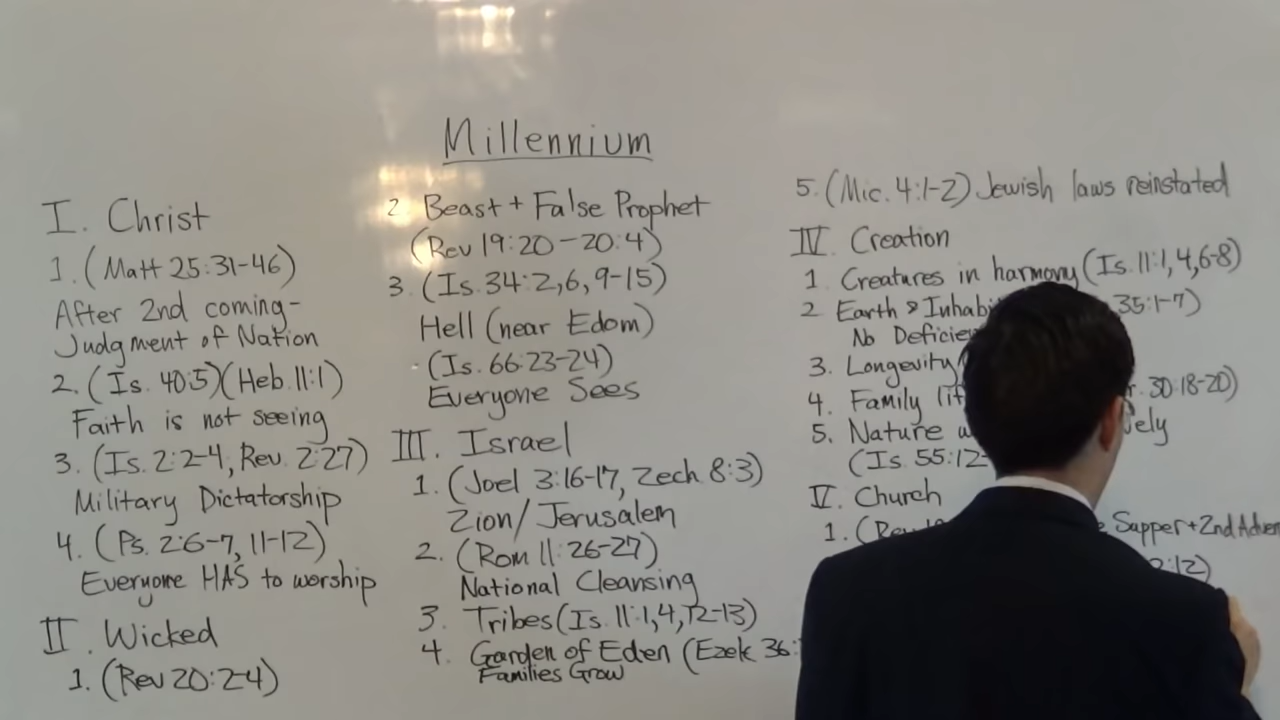 Millennium
I. Christ
1. (Matt 25:31-46)
After 2nd coming-
Judgment of Nation
2. (Is. 40:5)(Heb. 11:1)
Faith is not seeing
3. (Is. 2:2-4, Rev. 2:27)
Military Dictatorship
4. (Ps. 2:6-7, 11-12)
Everyone HAS to worship
II. Wicked
1. (Rev 20:2-4)
2. Beast + False Prophet
(Rev 19:20-20:4)
3. (Is. 34:2,6, 9-15)
Hell (near Edom)
(Is. 66:23-24)
Everyone Sees
III. Israel
1. (Joel 3:16-17, Zech 8:3)
Zion/Jerusalem
2. (Rom 11:26-27)
National Cleansing
3. Tribes (Is. 11:1,4,12-13)
4. Garden of Eden (Ezek 36:
Families Grow
5. (Mic. 4:1-2) Jewish laws reinstated
IV. Creation
1 Creatures in harmony (Is. 11:1,4,6-8)
2 Earth & 35:1-7)
No
3. Longevity
4. Family 30:18-20)
5. Nature
(Is 55:12-
V. Church
1. Supper + 2nd
:12)